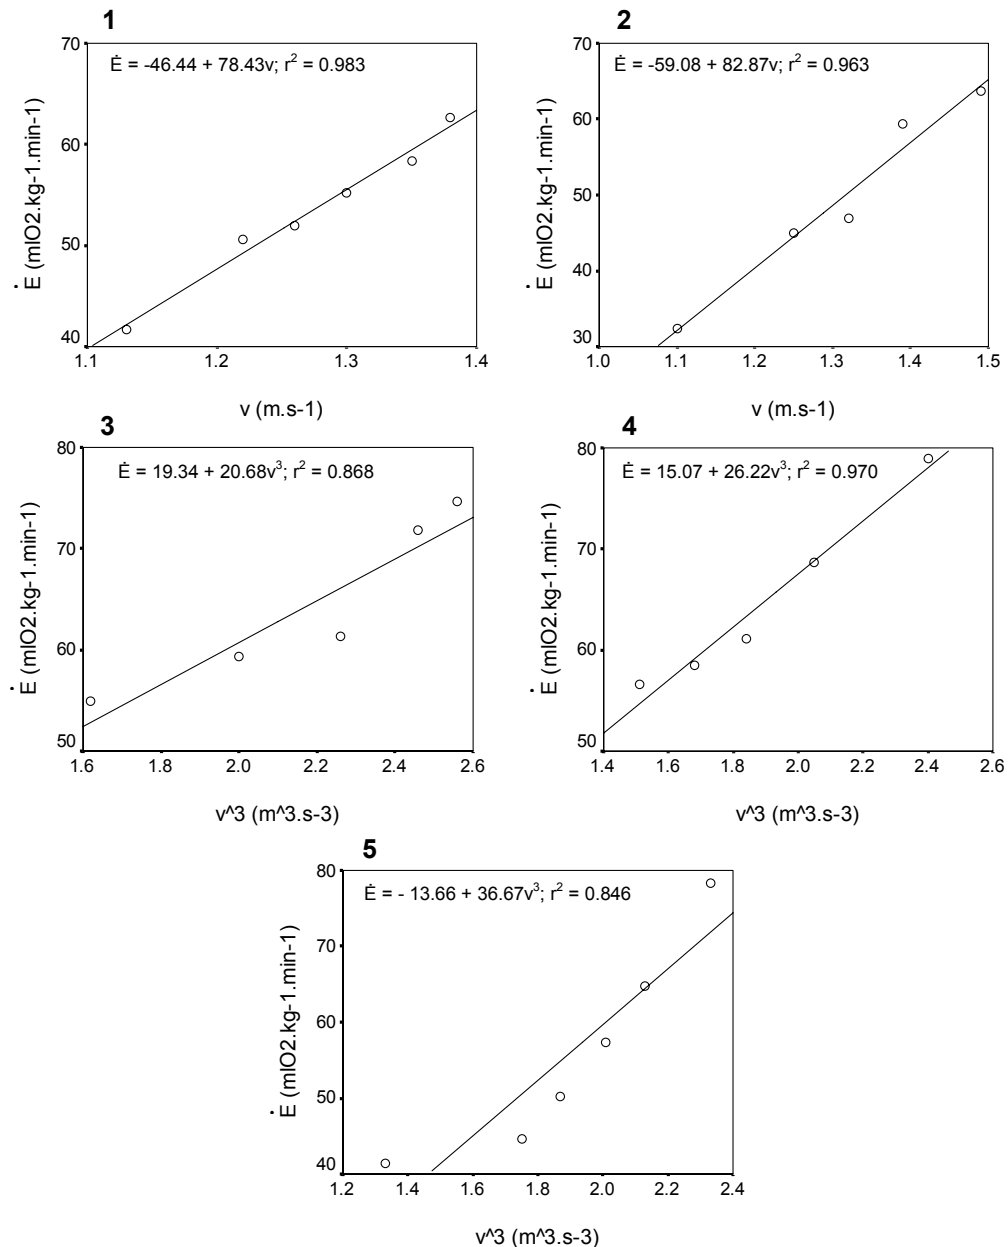 1
2
70
60
50
40
Ė = -46.44 + 78.43v; r² = 0.983
Ė (mlO2.kg-1.min-1)
1.1 1.2 1.3 1.4
v (m.s-1)
70
60
50
40
30
Ė = -59.08 + 82.87v; r² = 0.963
Ė (mlO2.kg-1.min-1)
1.0 1.1 1.2 1.3 1.4 1.5
v (m.s-1)
3
4
80
70
60
50
Ė = 19.34 + 20.68v³; r² = 0.868
Ė (mlO2.kg-1.min-1)
1.6 1.8 2.0 2.2 2.4 2.6
v^3 (m^3.s-3)
80
70
60
50
Ė = 15.07 + 26.22v³; r² = 0.970
Ė (mlO2.kg-1.min-1)
1.4 1.6 1.8 2.0 2.2 2.4 2.6
v^3 (m^3.s-3)
5
80
70
60
50
40
Ė = - 13.66 + 36.67v³; r² = 0.846
Ė (mlO2.kg-1.min-1)
1.2 1.4 1.6 1.8 2.0 2.2 2.4
v^3 (m^3.s-3)